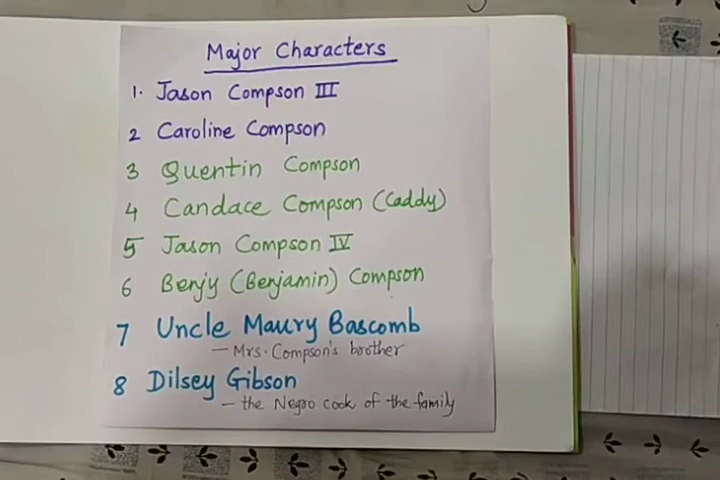 Major Characters
1. Jason Compson III
2 Caroline Compson
3 Quentin Compson
4 Candace Compson (Caddy)
5 Jason Compson IV
6 Benjy (Benjamin) Compson
7 Uncle Maury Bascomb
— Mrs. Compson's brother
8 Dilsey Gibson
— the Negro cook of the family